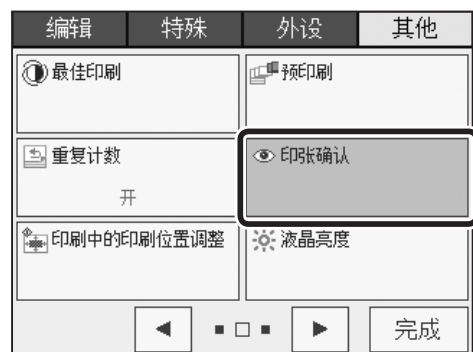 编辑 特殊 外设 其他
最佳印刷 预印刷
重复计数 印张确认
开
印刷中的印刷位置调整 液晶亮度
完成